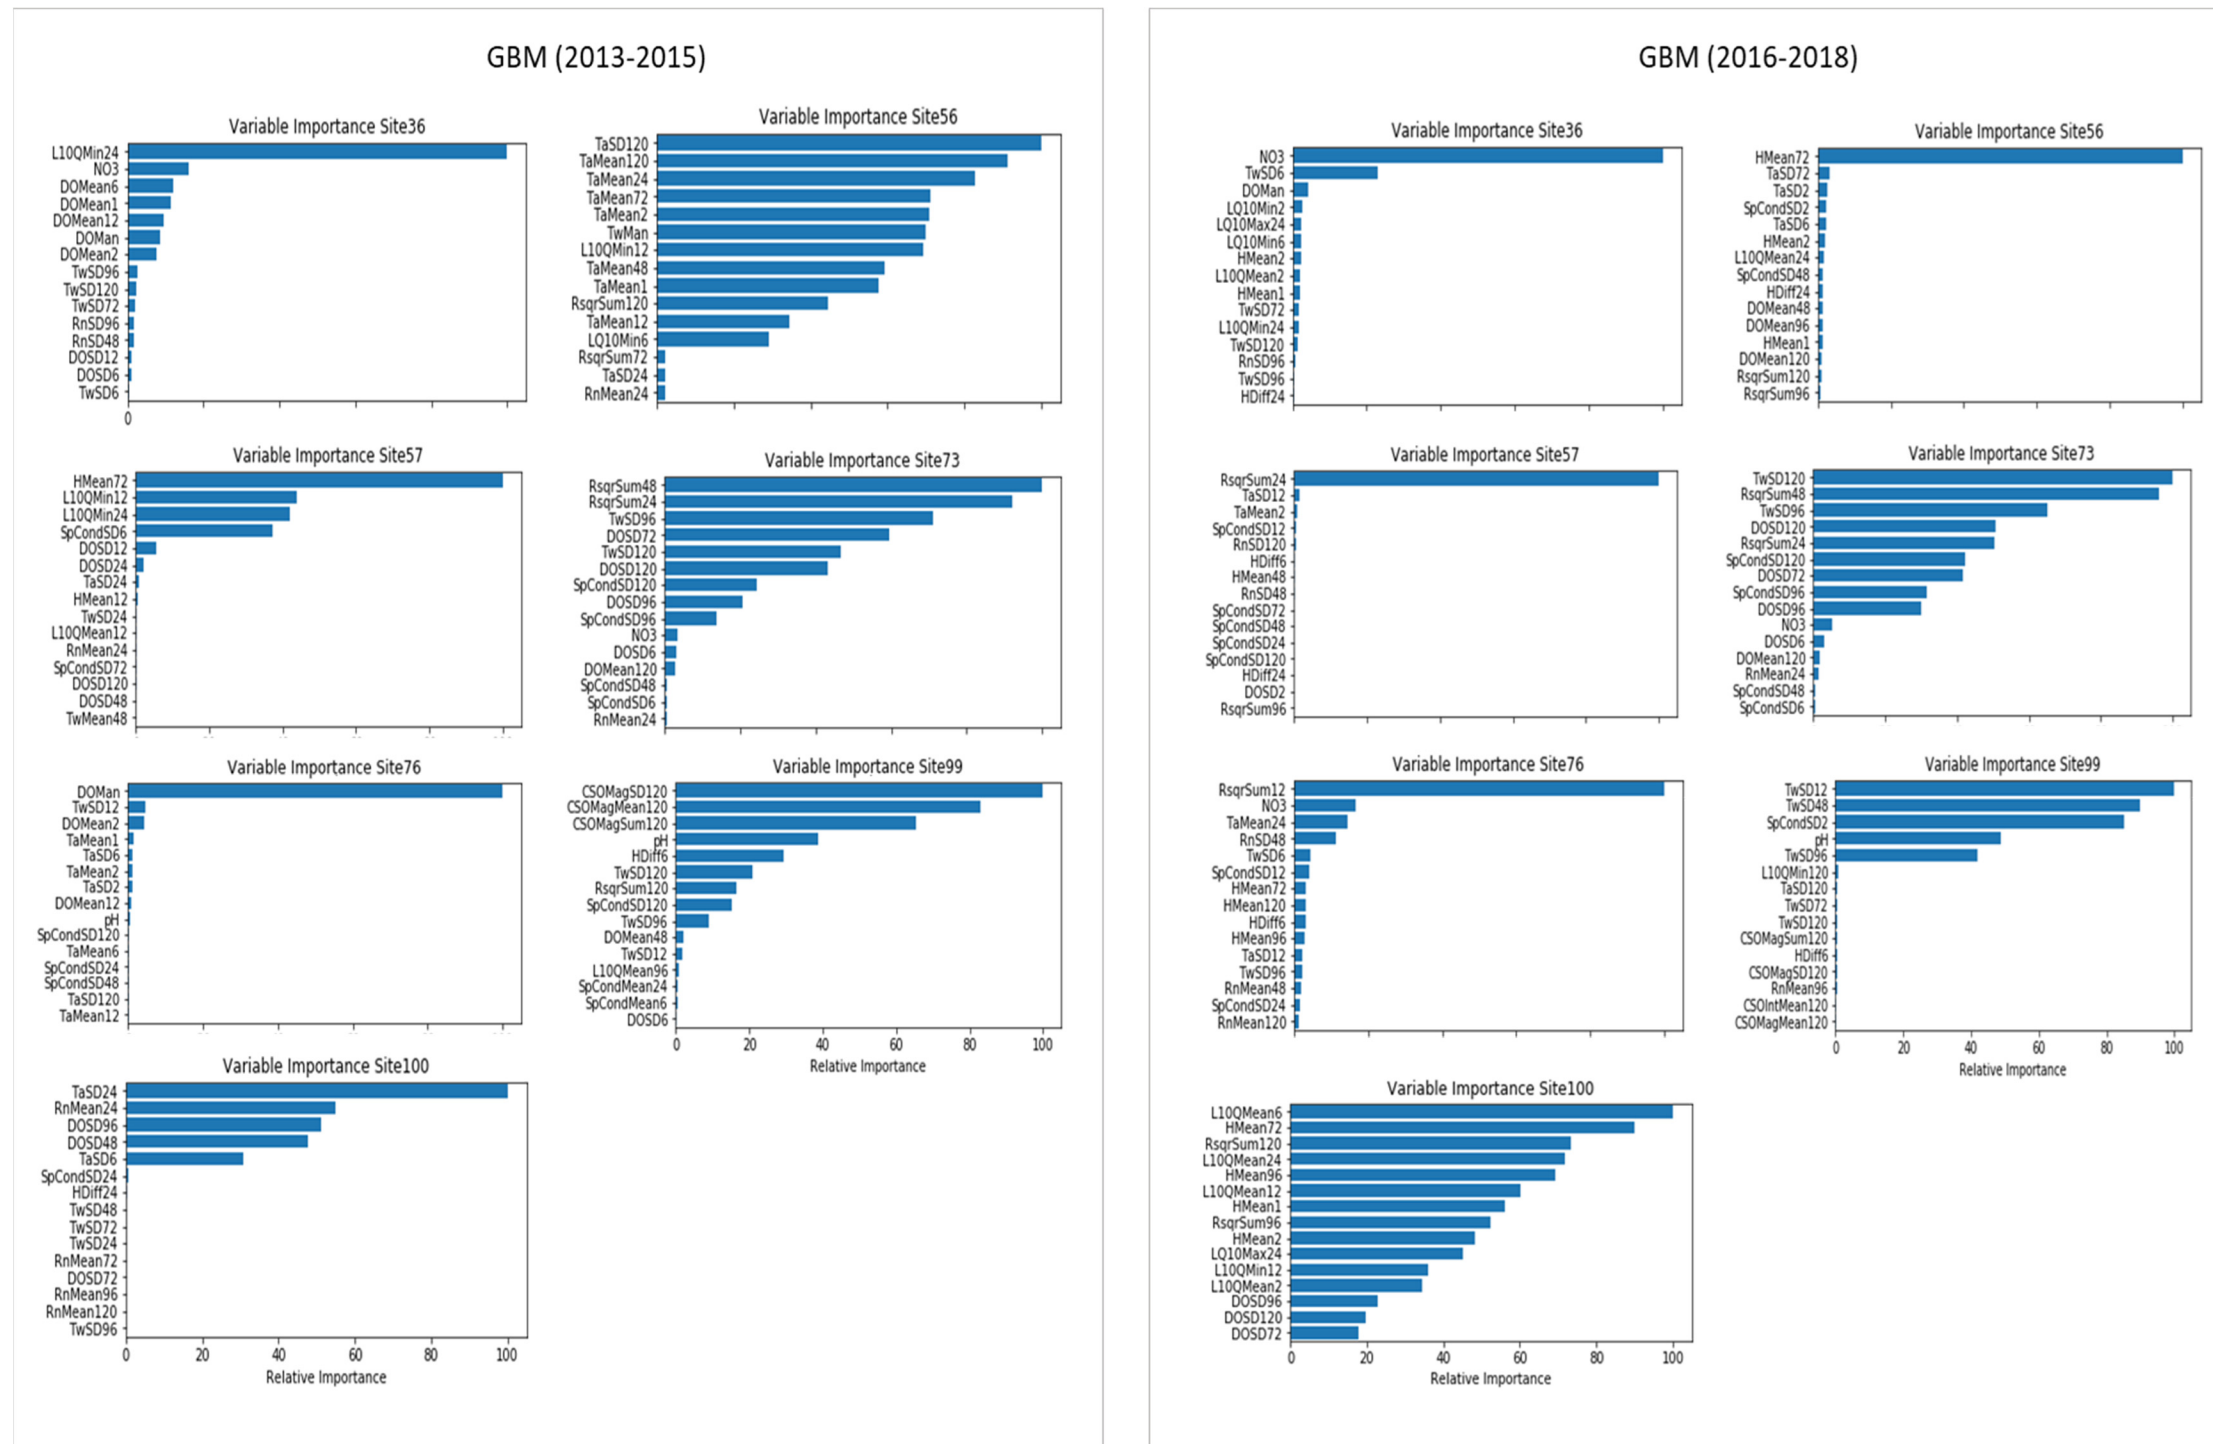 GBM (2013-2015)
Variable Importance Site36
L10QMin24
NO3
DOMean6
DOMean1
DOMean12
DOMan
DOMean2
TwSD96
TwSD120
TwSD72
RnSD96
RnSD48
DOSD12
DOSD6
TwSD6
0
Variable Importance Site56
TaSD120
TaMean120
TaMean24
TaMean72
TaMean2
TwMan
L10QMin12
TaMean48
TaMean1
RsqrSum120
TaMean12
LQ10Min6
RsqrSum72
TaSD24
RnMean24
Variable Importance Site57
HMean72
L10QMin12
L10QMin24
SpCondSD6
DOSD12
DOSD24
TaSD24
HMean12
TwSD24
L10QMean12
RnMean24
SpCondSD72
DOSD120
DOSD48
TwMean48
Variable Importance Site73
RsqrSum48
RsqrSum24
TwSD96
DOSD72
TwSD120
DOSD120
SpCondSD120
DOSD96
SpCondSD96
NO3
DOSD6
DOMean120
SpCondSD48
SpCondSD6
RnMean24
Variable Importance Site76
DOMan
TwSD12
DOMean2
TaMean1
TaSD6
TaMean2
TaSD2
DOMean12
pH
SpCondSD120
TaMean6
SpCondSD24
SpCondSD48
TaSD120
TaMean12
Variable Importance Site99
CSOMagSD120
CSOMagMean120
CSOMagSum120
pH
HDiff6
TwSD120
RsqrSum120
SpCondSD120
TwSD96
DOMean48
TwSD12
L10QMean96
SpCondMean24
SpCondMean6
DOSD6
0 20 40 60 80 100
Relative Importance
Variable Importance Site100
TaSD24
RnMean24
DOSD96
DOSD48
TaSD6
SpCondSD24
HDiff24
TwSD48
TwSD72
TwSD24
RnMean72
DOSD72
RnMean96
RnMean120
TwSD96
0 20 40 60 80 100
Relative Importance
GBM (2016-2018)
Variable Importance Site36
NO3
TwSD6
DOMan
LQ10Min2
LQ10Max24
LQ10Min6
HMean2
L10QMean2
HMean1
TwSD72
L10QMin24
TwSD120
RnSD96
TwSD96
HDiff24
Variable Importance Site56
HMean72
TaSD72
TaSD2
SpCondSD2
TaSD6
HMean2
L10QMean24
SpCondSD48
HDiff24
DOMean48
DOMean96
HMean1
DOMean120
RsqrSum120
RsqrSum96
Variable Importance Site57
RsqrSum24
TaSD12
TaMean2
SpCondSD12
RnSD120
HDiff6
HMean48
RnSD48
SpCondSD72
SpCondSD48
SpCondSD24
SpCondSD120
HDiff24
DOSD2
RsqrSum96
Variable Importance Site73
TwSD120
RsqrSum48
TwSD96
DOSD120
RsqrSum24
SpCondSD120
DOSD72
SpCondSD96
DOSD96
NO3
DOSD6
DOMean120
RnMean24
SpCondSD48
SpCondSD6
Variable Importance Site76
RsqrSum12
NO3
TaMean24
RnSD48
TwSD6
SpCondSD12
HMean72
HMean120
HDiff6
HMean96
TaSD12
TwSD96
RnMean48
SpCondSD24
RnMean120
Variable Importance Site99
TwSD12
TwSD48
SpCondSD2
pH
TwSD96
L10QMin120
TaSD120
TwSD72
TwSD120
CSOMagSum120
HDiff6
CSOMagSD120
RnMean96
CSOIntMean120
CSOMagMean120
0 20 40 60 80 100
Relative Importance
Variable Importance Site100
L10QMean6
HMean72
RsqrSum120
L10QMean24
HMean96
L10QMean12
HMean1
RsqrSum96
HMean2
LQ10Max24
L10QMin12
L10QMean2
DOSD96
DOSD120
DOSD72
0 20 40 60 80 100
Relative Importance